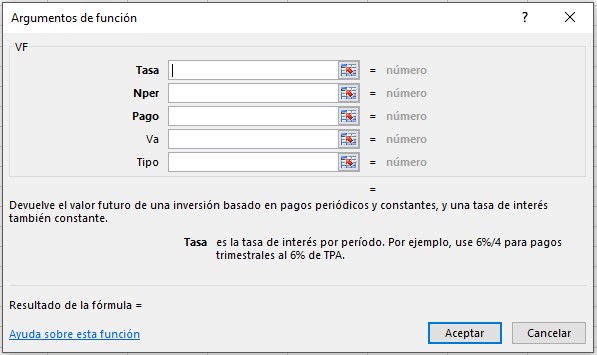 Argumentos de función
?
VF
Tasa = número
Nper = número
Pago = número
Va = número
Tipo = número
=
Devuelve el valor futuro de una inversión basado en pagos periódicos y constantes, y una tasa de interés
también constante.
Tasa es la tasa de interés por período. Por ejemplo, use 6%/4 para pagos
trimestrales al 6% de TPA.
Resultado de la fórmula =
Ayuda sobre esta función
Aceptar
Cancelar